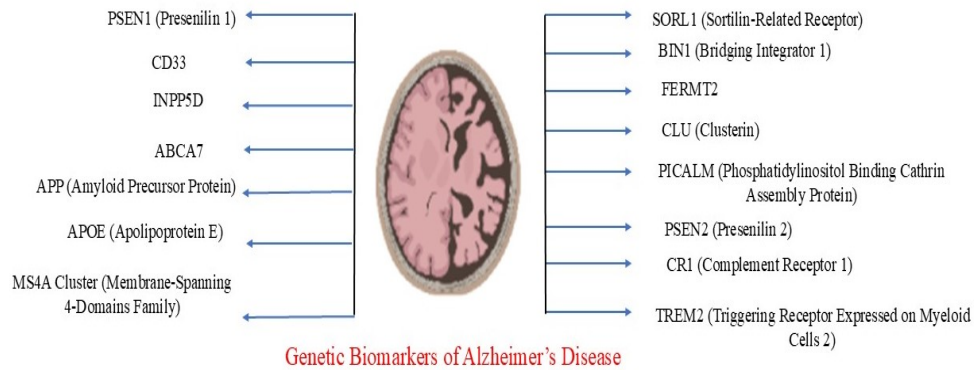 PSEN1 (Presenilin 1)
CD33
INPP5D
ABCA7
APP (Amyloid Precursor Protein)
APOE (Apolipoprotein E)
MS4A Cluster (Membrane-Spanning
4-Domains Family)
SORL1 (Sortilin-Related Receptor)
BIN1 (Bridging Integrator 1)
FERMT2
CLU (Clusterin)
PICALM (Phosphatidylinositol Binding Cathrin
Assembly Protein)
PSEN2 (Presenilin 2)
CR1 (Complement Receptor 1)
TREM2 (Triggering Receptor Expressed on Myeloid
Cells 2)
Genetic Biomarkers of Alzheimer’s Disease